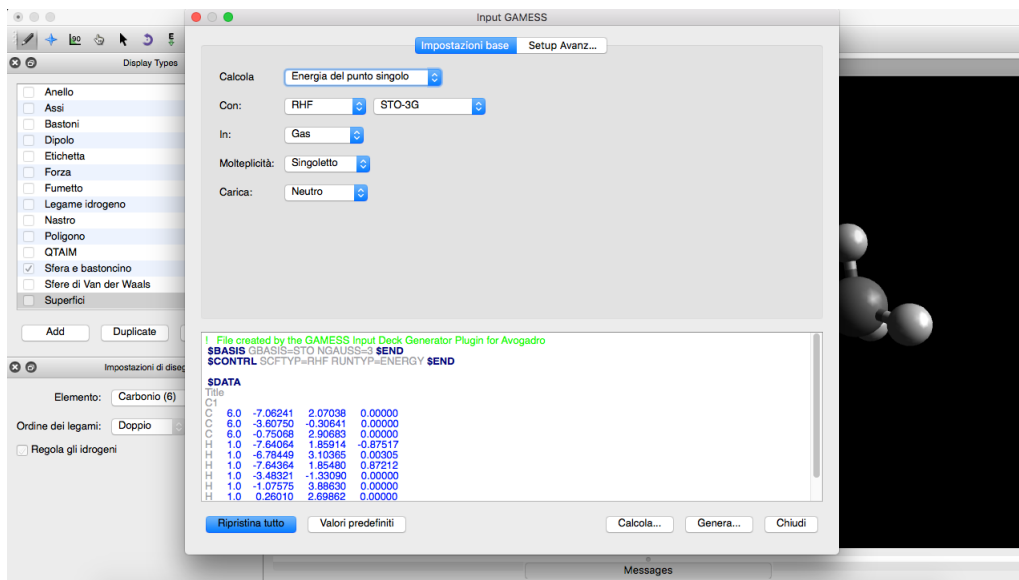 Input GAMESS
90
E
Display Types
Anello
Assi
Bastoni
Dipolo
Etichetta
Forza
Fumetto
Legame idrogeno
Nastro
Poligono
QTAIM
Sfera e bastoncino
Sfere di Van der Waals
Superfici
Add Duplicate
Impostazioni di diseg
Elemento: Carbonio (6)
Ordine dei legami: Doppio
Regola gli idrogeni
Impostazioni base Setup Avanz...
Calcola Energia del punto singolo
Con: RHF STO-3G
In: Gas
Molteplicità: Singoletto
Carica: Neutro
! File created by the GAMESS Input Deck Generator Plugin for Avogadro
$BASIS GBASIS=STO NGAUSS=3 $END
$CONTRL SCFTYP=RHF RUNTYP=ENERGY $END
$DATA
Title
C1
C 6.0 -7.06241 2.07038 0.00000
C 6.0 -3.60750 -0.30641 0.00000
C 6.0 -0.75068 2.90683 0.00000
H 1.0 -7.64064 1.85914 -0.87517
H 1.0 -6.78449 3.10365 0.00305
H 1.0 -7.64364 1.85480 0.87212
H 1.0 -3.48321 -1.33090 0.00000
H 1.0 -1.07575 3.88630 0.00000
H 1.0 0.26010 2.69862 0.00000
Ripristina tutto Valori predefiniti Calcola... Genera... Chiudi
Messages